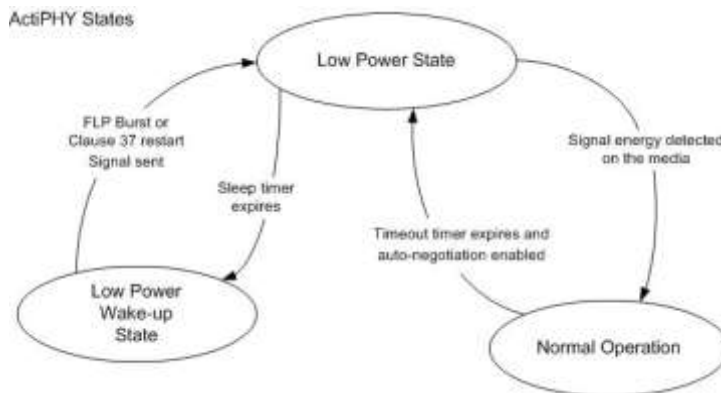 ActiPHY States
Low Power State
FLP Burst or
Clause 37 restart
Signal sent
Signal energy detected
on the media
Sleep timer
expires
Timeout timer expires and
auto-negotiation enabled
Low Power
Wake-up
State
Normal Operation